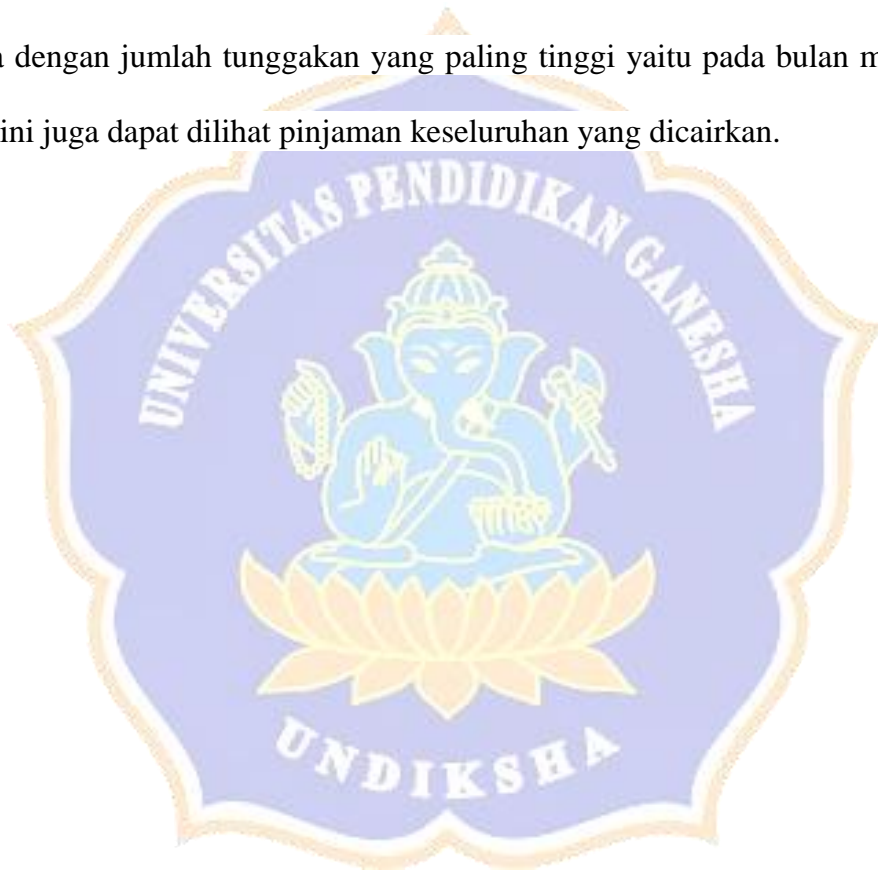 dengan jumlah tunggakan yang paling tinggi yaitu pada bulan
ini juga dapat dilihat pinjaman keseluruhan yang dicairkan.
UNIVERSITAS PENDIDIKAN GANESHA
UNDIKSHA